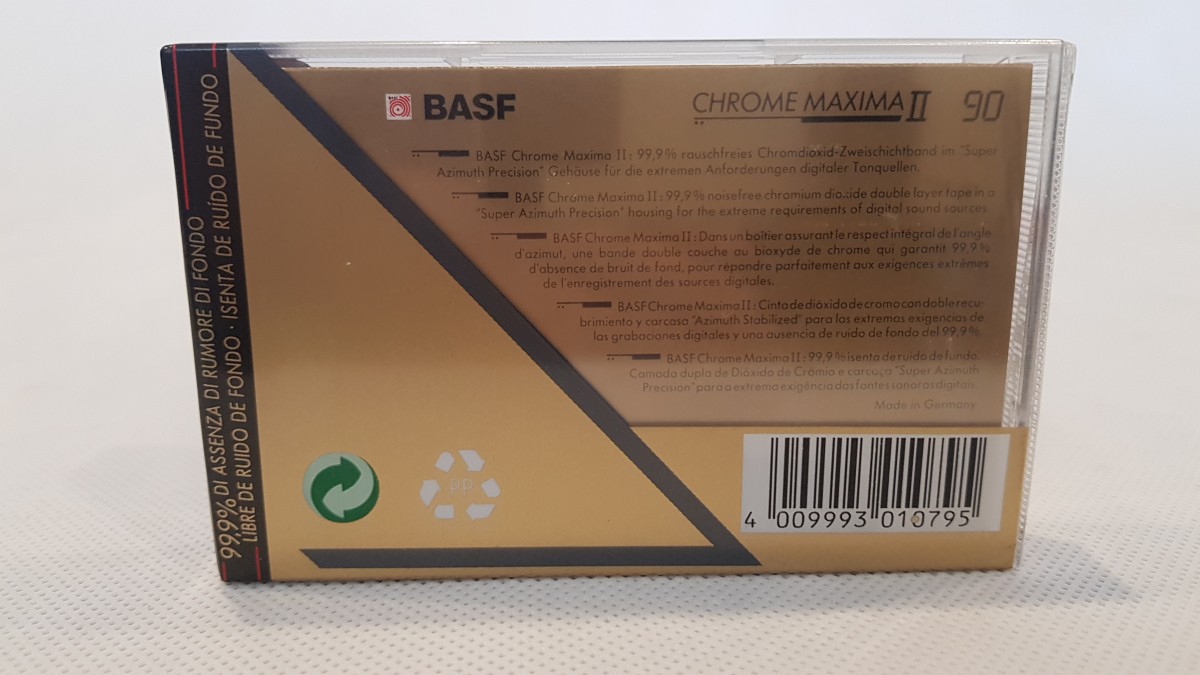 99,9% DI ASSENZA DI RUMORE DI FONDO
LIBRE DE RUIDO DE FONDO · ISENTA DE RUÍDO DE FUNDO
BASF
CHROME MAXIMA II 90
BASF Chrome Maxima II: 99,9% rauschfreies Chromdioxid-Zweischichtband im "Super
Azimuth Precision" Gehäuse für die extremen Anforderungen digitaler Tonquellen.
BASF Chrome Maxima II: 99,9% noisefree chromium dioxide double layer tape in a
"Super Azimuth Precision" housing for the extreme requirements of digital sound sources.
BASF Chrome Maxima II: Dans un boîtier assurant le respect intégral de l'angle
d'azimut, une bande double couche au bioxyde de chrome qui garantit 99,9%
d'absence de bruit de fond, pour répondre parfaitement aux exigences extrêmes
de l'enregistrement des sources digitales.
BASF Chrome Maxima II: Cinta de dióxido de cromo con doble recu-
brimiento y carcasa "Azimuth Stabilized" para las extremas exigencias de
las grabaciones digitales y una ausencia de ruido de fondo del 99,9%.
BASF Chrome Maxima II: 99,9% isenta de ruído de fundo.
Camada dupla de Dióxido de Crómio e carcaça "Super Azimuth
Precision" para a extrema exigência das fontes sonoras digitais.
Made in Germany
PP
4 009993 010795